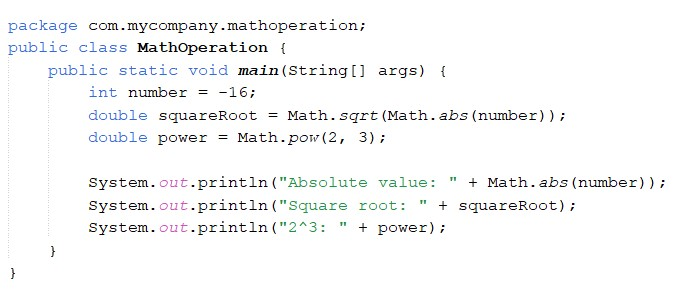 package com.mycompany.mathoperation;
public class MathOperation {
    public static void main(String[] args) {
        int number = -16;
        double squareRoot = Math.sqrt(Math.abs(number));
        double power = Math.pow(2, 3);

        System.out.println("Absolute value: " + Math.abs(number));
        System.out.println("Square root: " + squareRoot);
        System.out.println("2^3: " + power);
    }
}